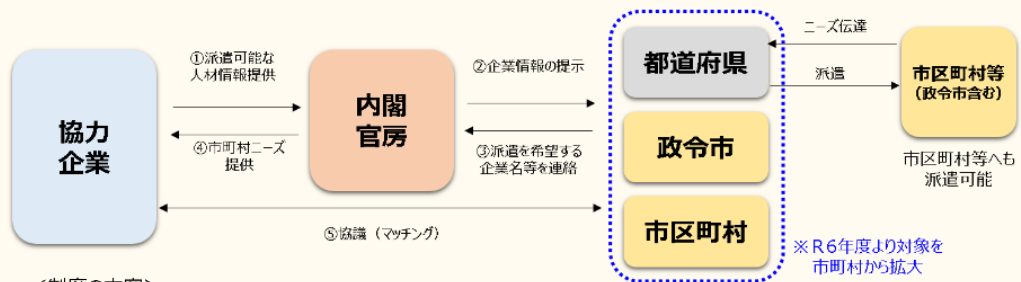 協力
企業
①派遣可能な
人材情報提供
④市町村ニーズ
提供
内閣
官房
②企業情報の提示
③派遣を希望する
企業名等を連絡
⑤協議（マッチング）
都道府県
政令市
市区町村
ニーズ伝達
派遣
市区町村等
（政令市含む）
市区町村等へも
派遣可能
※R6年度より対象を
市町村から拡大